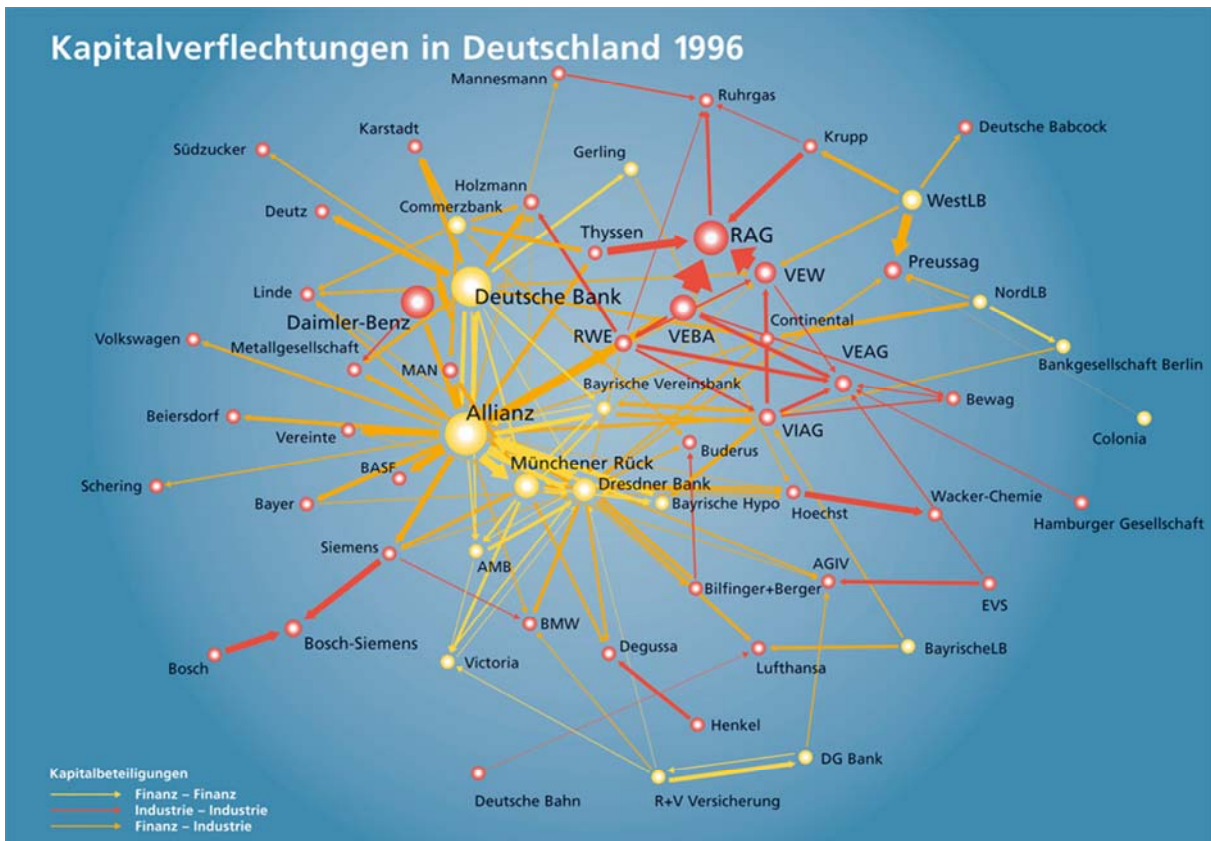 Kapitalverflechtungen in Deutschland 1996
Mannesmann
Ruhrgas
Karstadt
Krupp
Deutsche Babcock
Südzucker
Gerling
Holzmann
Commerzbank
WestLB
Deutz
Thyssen
RAG
Preussag
VEW
Linde
Deutsche Bank
NordLB
Daimler-Benz
RWE
VEBA
Continental
Volkswagen
Metallgesellschaft
VEAG
MAN
Bayrische Vereinsbank
Bankgesellschaft Berlin
Bewag
Beiersdorf
Allianz
VIAG
Colonia
Vereinte
Buderus
BASF
Münchener Rück
Schering
Dresdner Bank
Bayer
Bayrische Hypo
Hoechst
Wacker-Chemie
Hamburger Gesellschaft
Siemens
AMB
AGIV
Bilfinger+Berger
EVS
BMW
Bosch-Siemens
Degussa
BayrischeLB
Bosch
Victoria
Lufthansa
Henkel
DG Bank
Deutsche Bahn
R+V Versicherung
Kapitalbeteiligungen
Finanz – Finanz
Industrie – Industrie
Finanz – Industrie